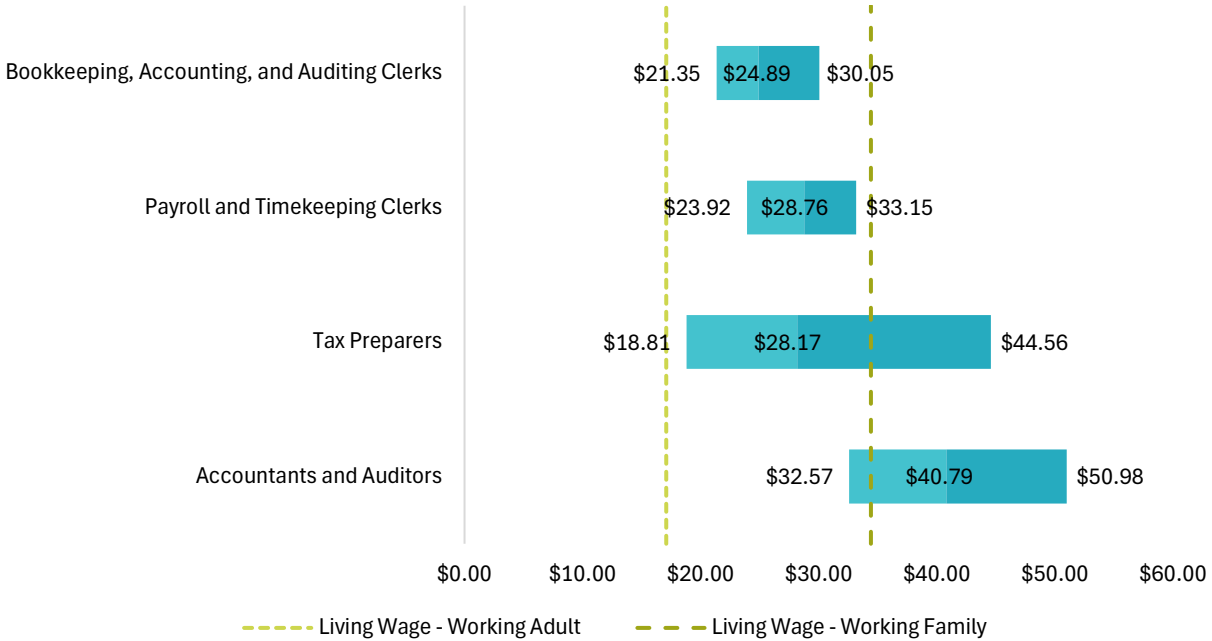 Bookkeeping, Accounting, and Auditing Clerks $21.35 $24.89 $30.05
Payroll and Timekeeping Clerks $23.92 $28.76 $33.15
Tax Preparers $18.81 $28.17 $44.56
Accountants and Auditors $32.57 $40.79 $50.98
$0.00 $10.00 $20.00 $30.00 $40.00 $50.00 $60.00
Living Wage - Working Adult Living Wage - Working Family